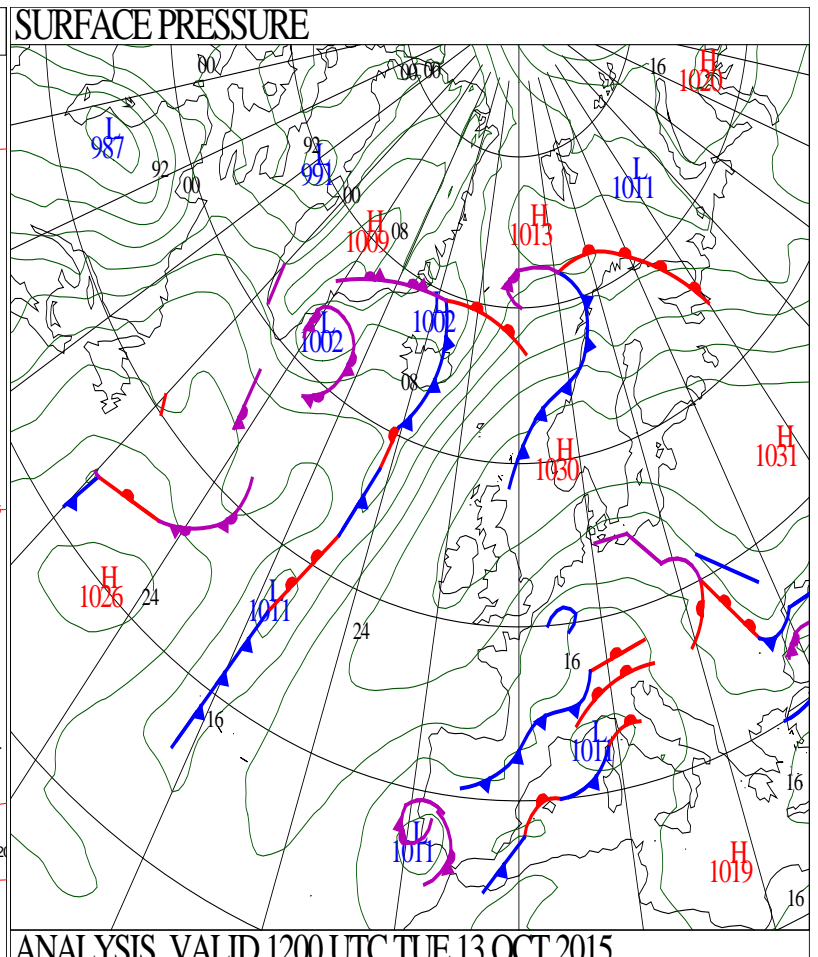 SURFACE PRESSURE
00
00
00
16
H
1020
L
987
92
L
991
92
00
00
L
1011
H
1009
08
H
1013
L
1002
L
1002
08
H
1030
H
1031
H
1026
24
L
1011
24
16
16
L
1011
16
L
1011
H
1019
16
ANALYSIS VALID 1200 UTC TUE 13 OCT 2015